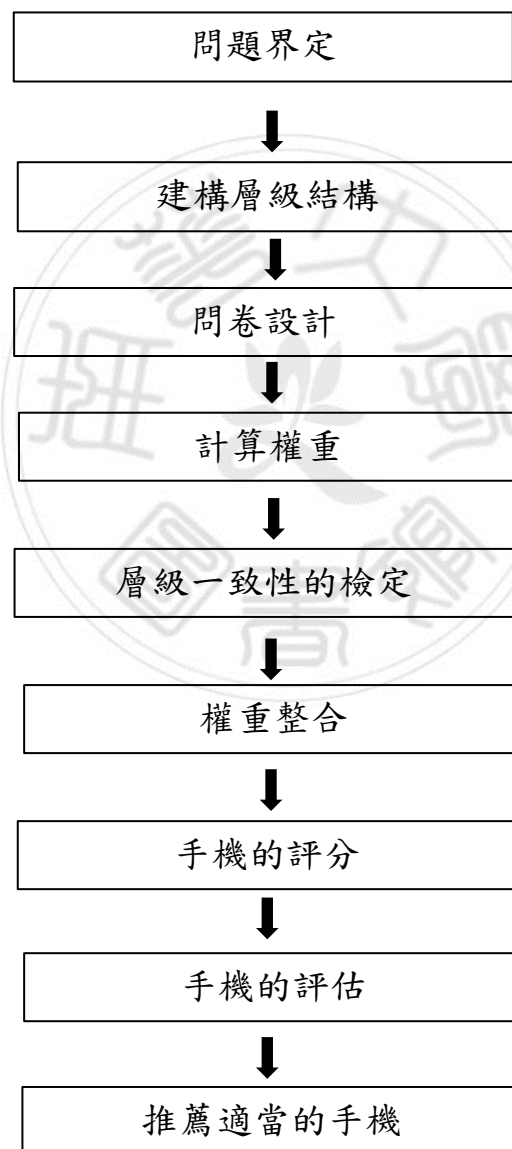 問題界定
建構層級結構
問卷設計
計算權重
層級一致性的檢定
權重整合
手機的評分
手機的評估
推薦適當的手機